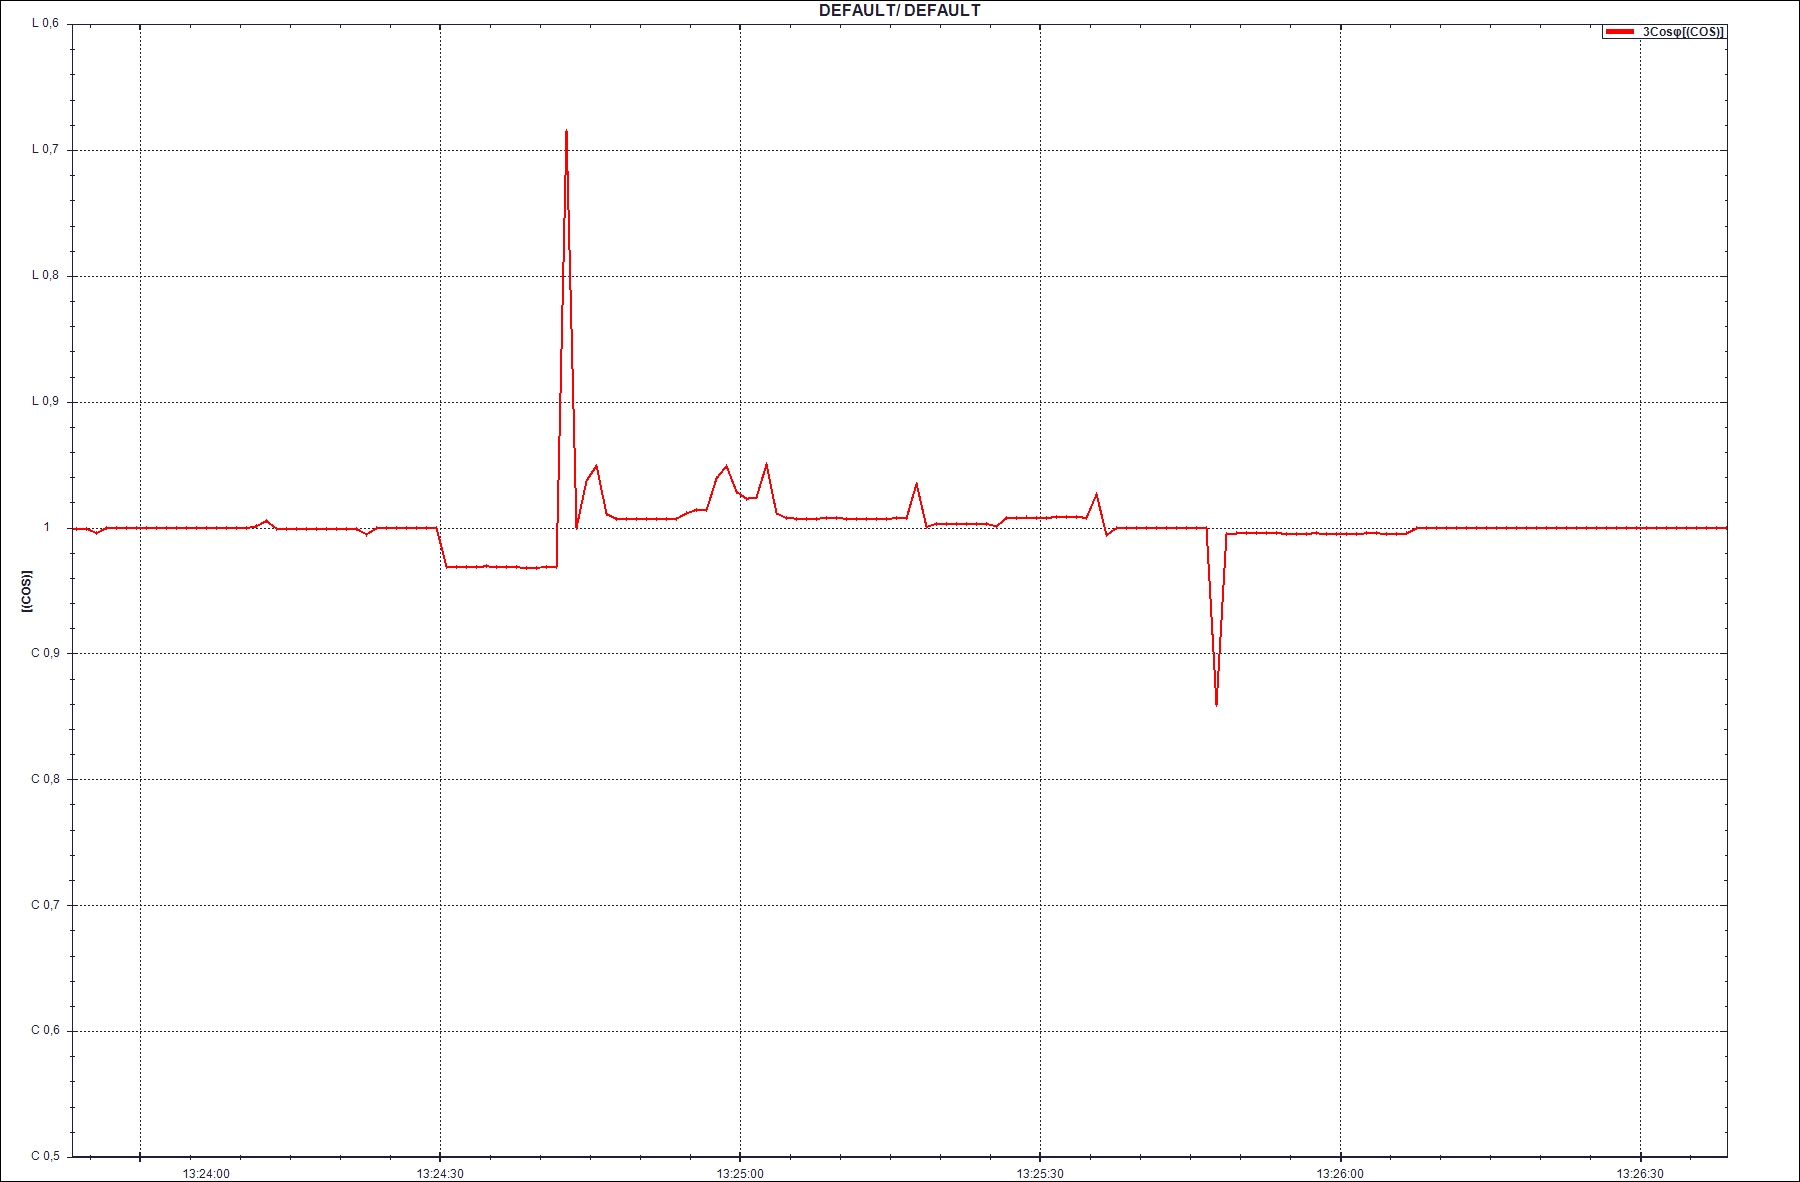 DEFAULT/ DEFAULT
3Cosφ[(COS)]
L 0,6
L 0,7
L 0,8
L 0,9
1
[(COS)]
C 0,9
C 0,8
C 0,7
C 0,6
C 0,5
13:24:00 13:24:30 13:25:00 13:25:30 13:26:00 13:26:30